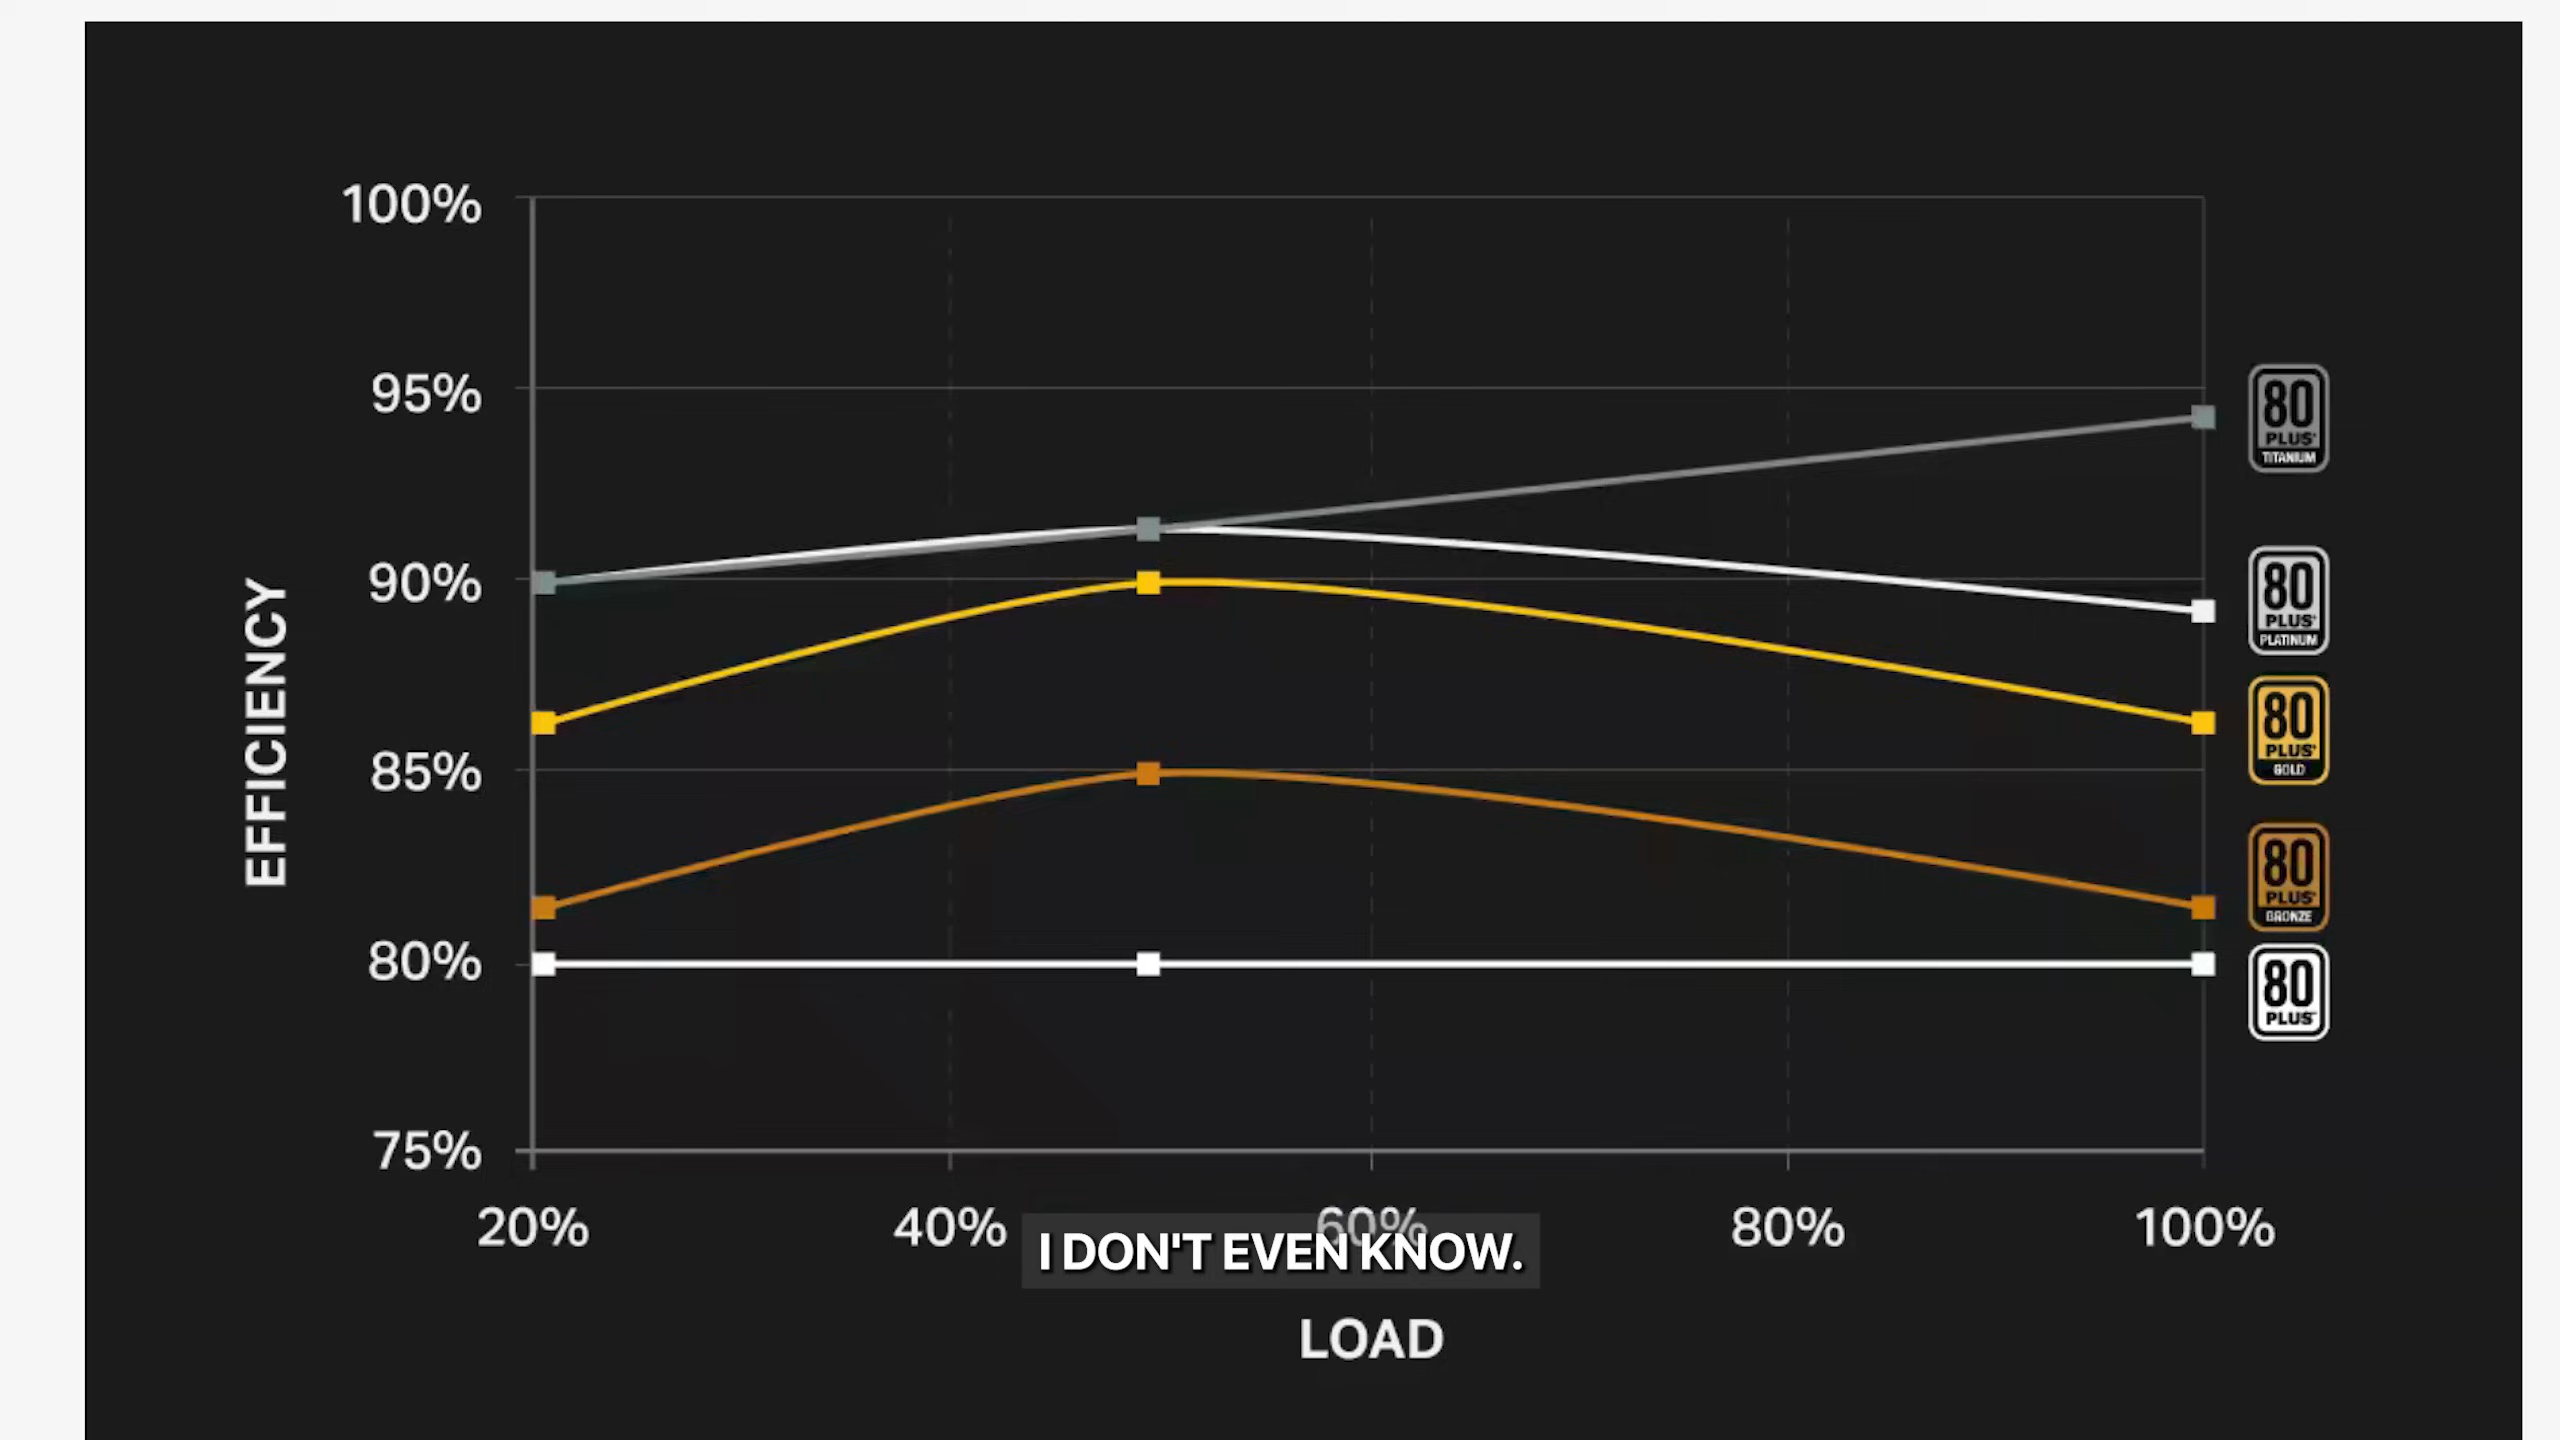 100%
95%
90%
85%
80%
75%
EFFICIENCY
80
PLUS
TITANIUM
80
PLUS
PLATINUM
80
PLUS
GOLD
80
PLUS
BRONZE
80
PLUS
20% 40% 60% 80% 100%
I DON'T EVEN KNOW.
LOAD